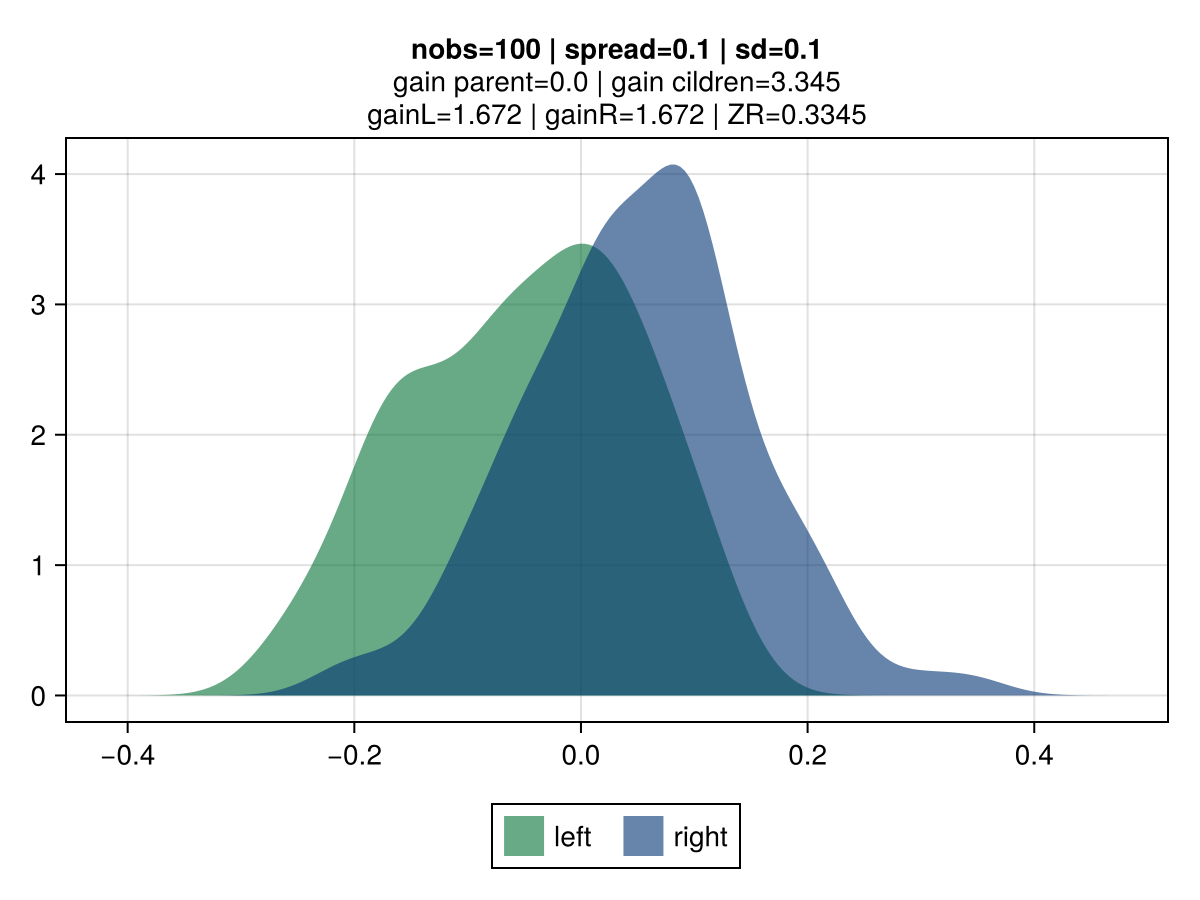 nobs=100 | spread=0.1 | sd=0.1
gain parent=0.0 | gain cildren=3.345
gainL=1.672 | gainR=1.672 | ZR=0.3345
4
3
2
1
0
−0.4 −0.2 0.0 0.2 0.4
left right